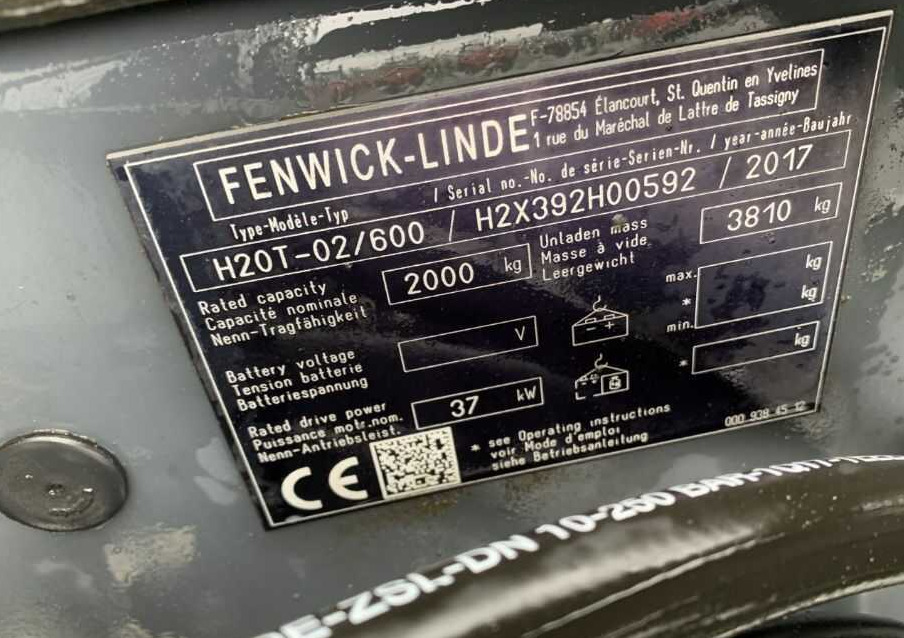 FENWICK-LINDE
F-78854 Élancourt, St. Quentin en Yvelines
1 rue du Maréchal de Lattre de Tassigny
Type-Modèle-Typ / Serial no.-No. de série-Serien-Nr. / year-année-Baujahr
H20T-02/600 / H2X392H00592 / 2017
Rated capacity
Capacité nominale
Nenn-Tragfähigkeit
2000 kg
Unladen mass
Masse à vide
Leergewicht
3810 kg
Battery voltage
Tension batterie
Batteriespannung
V
- +
max.
*
min.
kg
kg
Rated drive power
Puissance motr.nom.
Nenn-Antriebsleist.
37 kW
*
kg
CE
* see Operating instructions
voir Mode d'emploi
siehe Betriebsanleitung
000 938 45 12
-ZSL-DN 10-250 BAR-